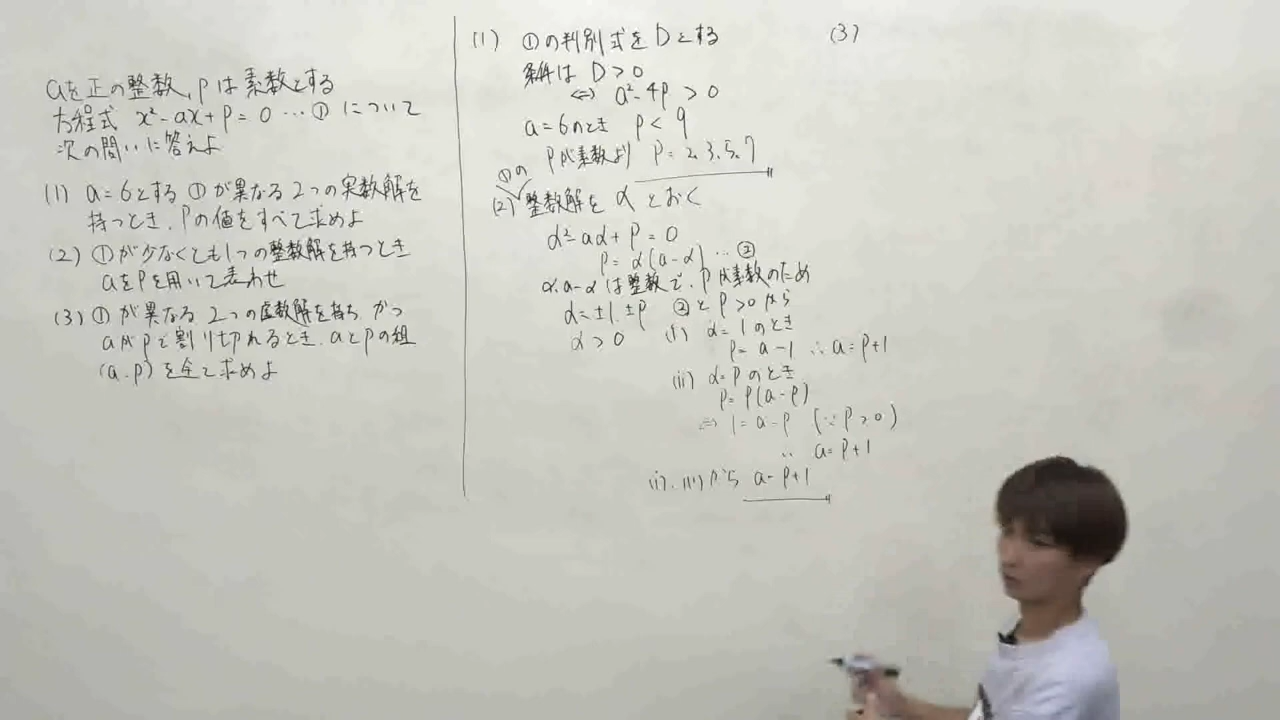 aを正の整数、Pは素数とする
方程式 x²-ax+P=0 …① について
次の問いに答えよ
(1) a=6とする ①が異なる2つの実数解を
持つとき、Pの値をすべて求めよ
(2) ①が少なくとも1つの整数解を持つとき
aをPを用いて表わせ
(3) ①が異なる2つの虚数解を持ち、かつ
aがPで割り切れるとき、aとPの組
(a.P)を全て求めよ
(1) ①の判別式をDとする
条件は D>0
⇔ a²-4P>0
a=6のとき P<9
Pが素数より P=2.3.5.7
①の
(2) 整数解を αとおく
α²-aα+P=0
P=α(a-α) …②
α.a-αは整数で、Pが素数のため
α=±1.±P ②とP>0から
α>0 (i) α=1のとき
P=a-1 ∴a=P+1
(ii) α=Pのとき
P=P(a-P)
⇔ 1=a-P (∵P>0)
∴ a=P+1
(i).(ii)から a=P+1
(3)